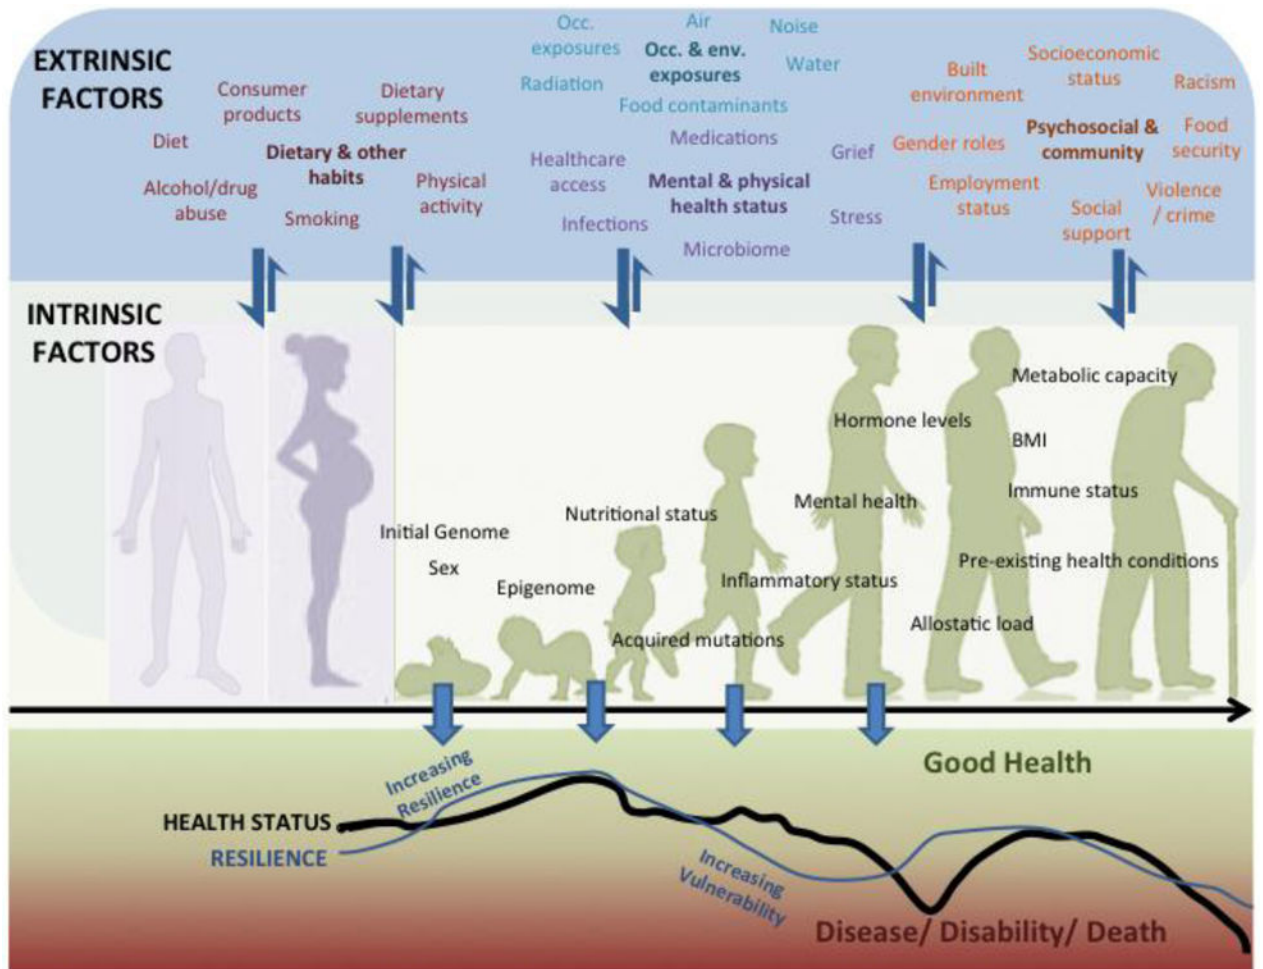 EXTRINSIC
FACTORS
Diet
Consumer
products
Dietary
supplements
Dietary & other
habits
Alcohol/drug
abuse
Smoking
Physical
activity
Occ.
exposures
Air
Noise
Occ. & env.
exposures
Water
Radiation
Food contaminants
Medications
Healthcare
access
Grief
Mental & physical
health status
Infections
Stress
Microbiome
Built
environment
Socioeconomic
status
Racism
Gender roles
Psychosocial &
community
Food
security
Employment
status
Social
support
Violence
/ crime
INTRINSIC
FACTORS
Initial Genome
Sex
Epigenome
Nutritional status
Acquired mutations
Inflammatory status
Mental health
Hormone levels
Metabolic capacity
BMI
Immune status
Pre-existing health conditions
Allostatic load
Good Health
Increasing
Resilience
HEALTH STATUS
RESILIENCE
Increasing
Vulnerability
Disease/ Disability/ Death